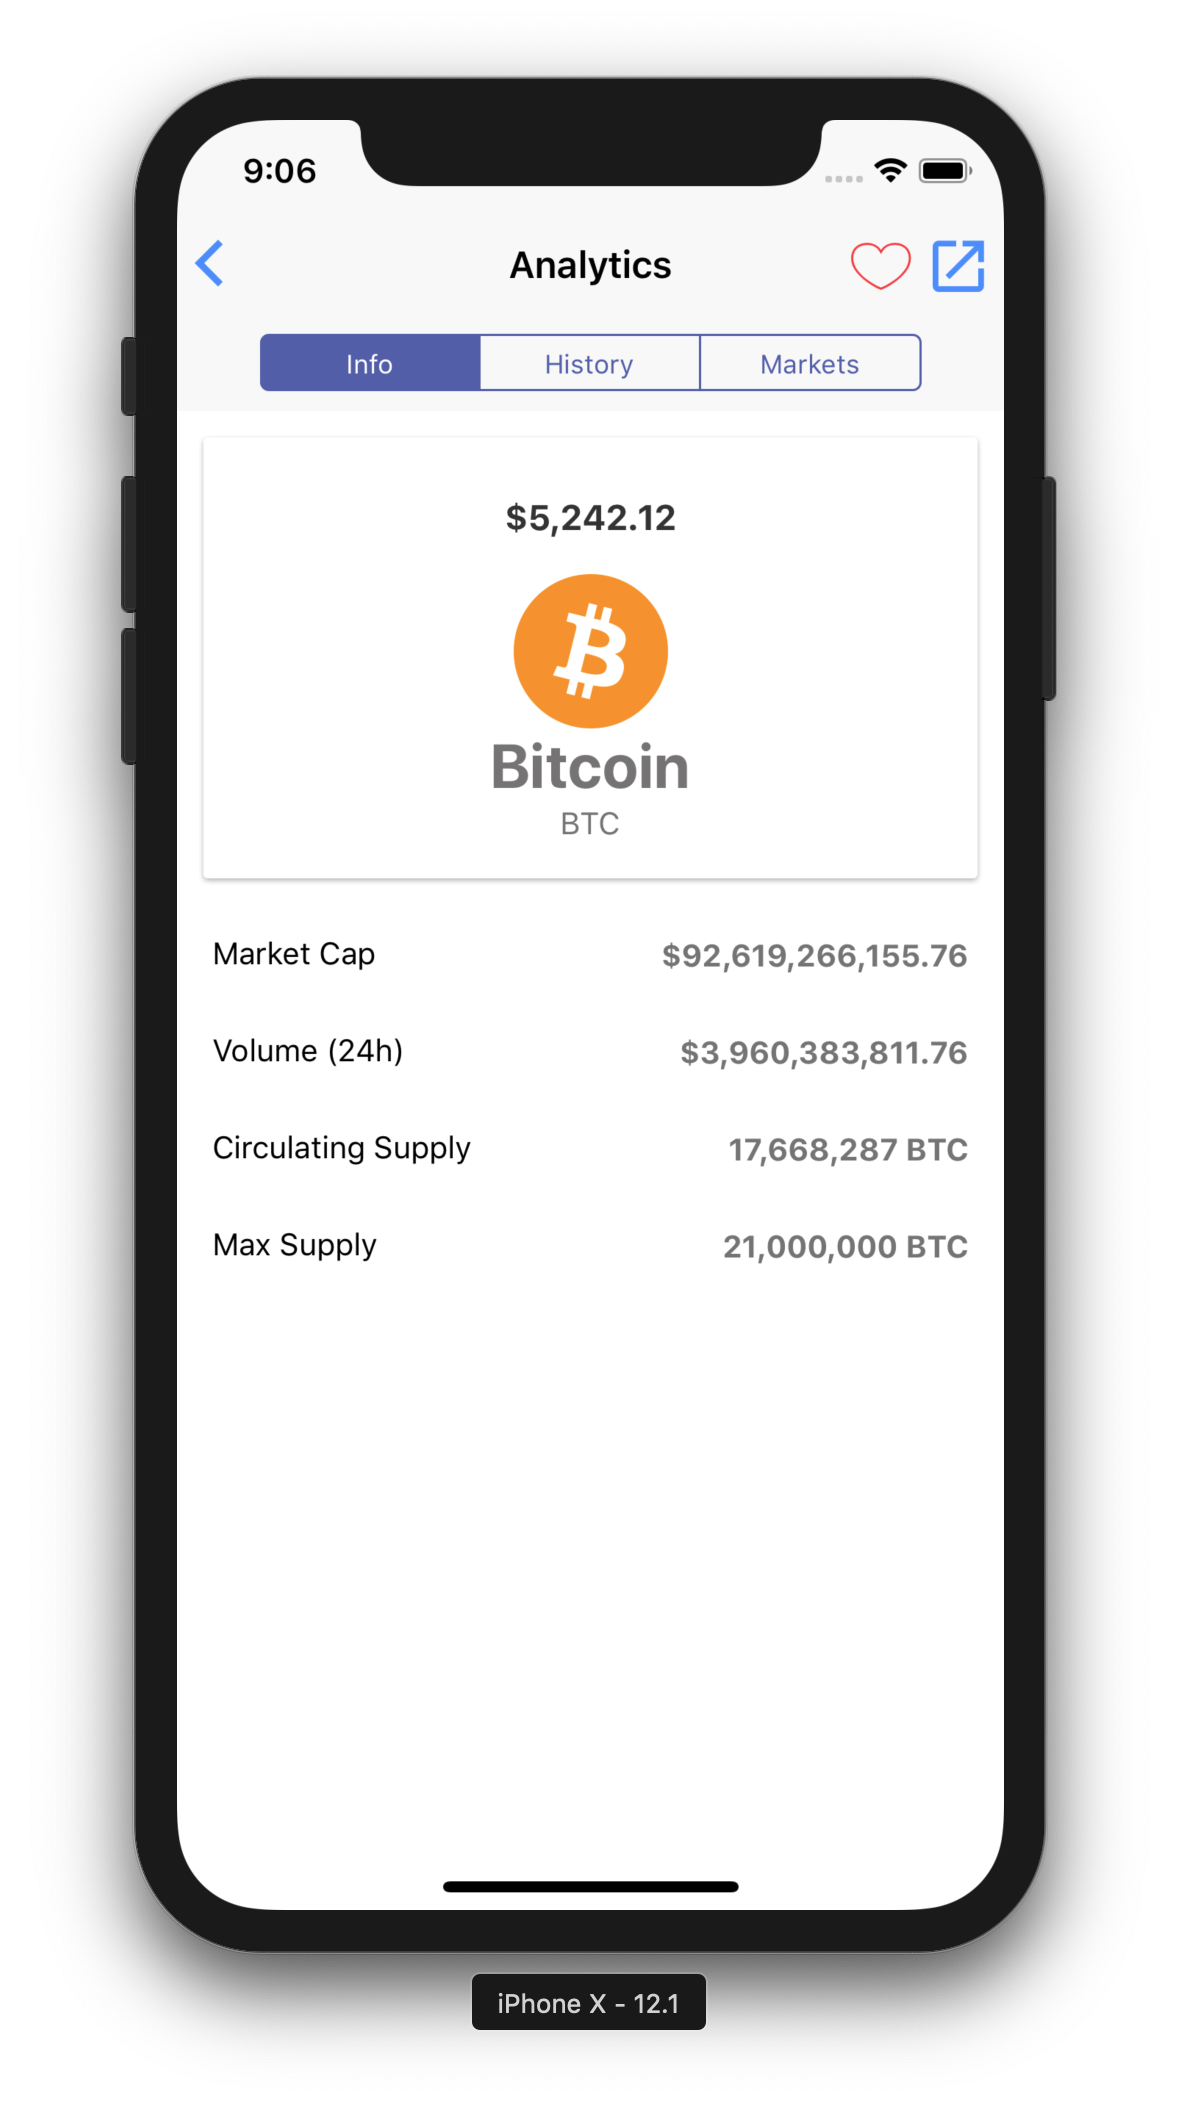 9:06
Analytics
Info History Markets
$5,242.12
Bitcoin
BTC
Market Cap $92,619,266,155.76
Volume (24h) $3,960,383,811.76
Circulating Supply 17,668,287 BTC
Max Supply 21,000,000 BTC
iPhone X - 12.1